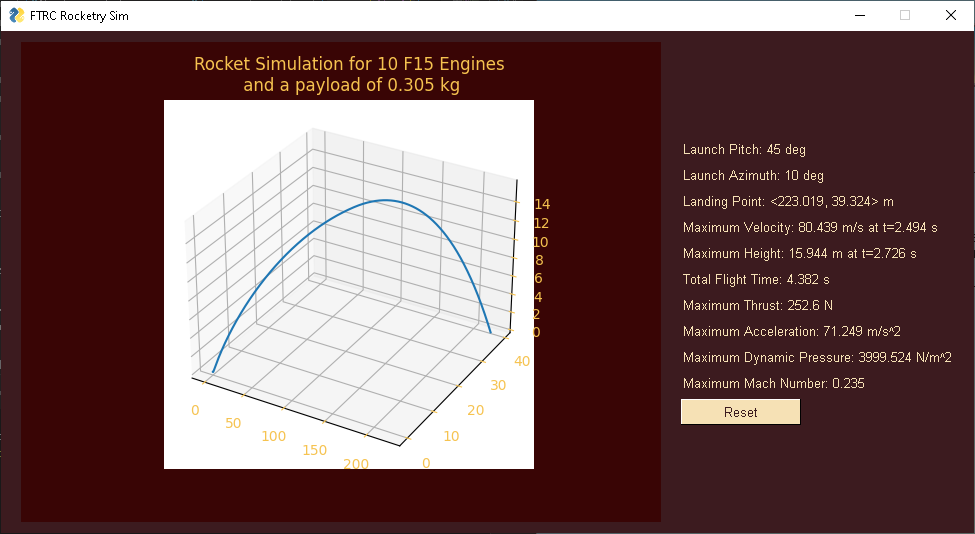 FTRC Rocketry Sim
Rocket Simulation for 10 F15 Engines
and a payload of 0.305 kg
14
12
10
8
6
4
2
0
40
30
20
10
0
0
50
100
150
200
Launch Pitch: 45 deg
Launch Azimuth: 10 deg
Landing Point: <223.019, 39.324> m
Maximum Velocity: 80.439 m/s at t=2.494 s
Maximum Height: 15.944 m at t=2.726 s
Total Flight Time: 4.382 s
Maximum Thrust: 252.6 N
Maximum Acceleration: 71.249 m/s^2
Maximum Dynamic Pressure: 3999.524 N/m^2
Maximum Mach Number: 0.235
Reset